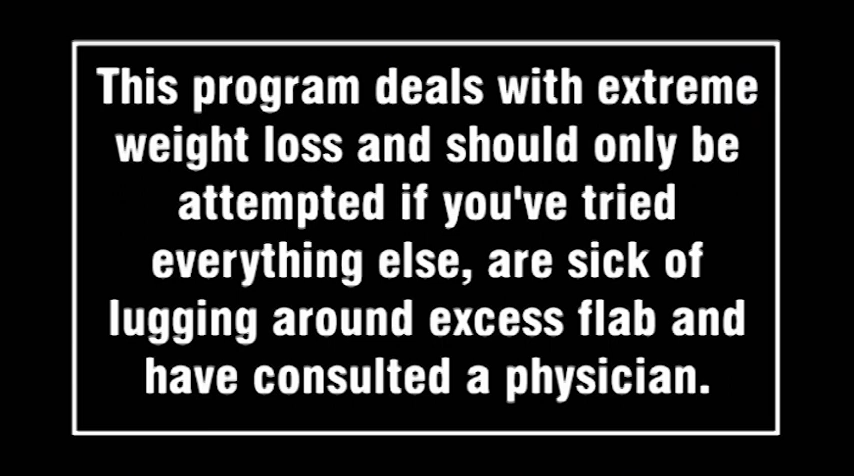 This program deals with extreme
weight loss and should only be
attempted if you've tried
everything else, are sick of
lugging around excess flab and
have consulted a physician.